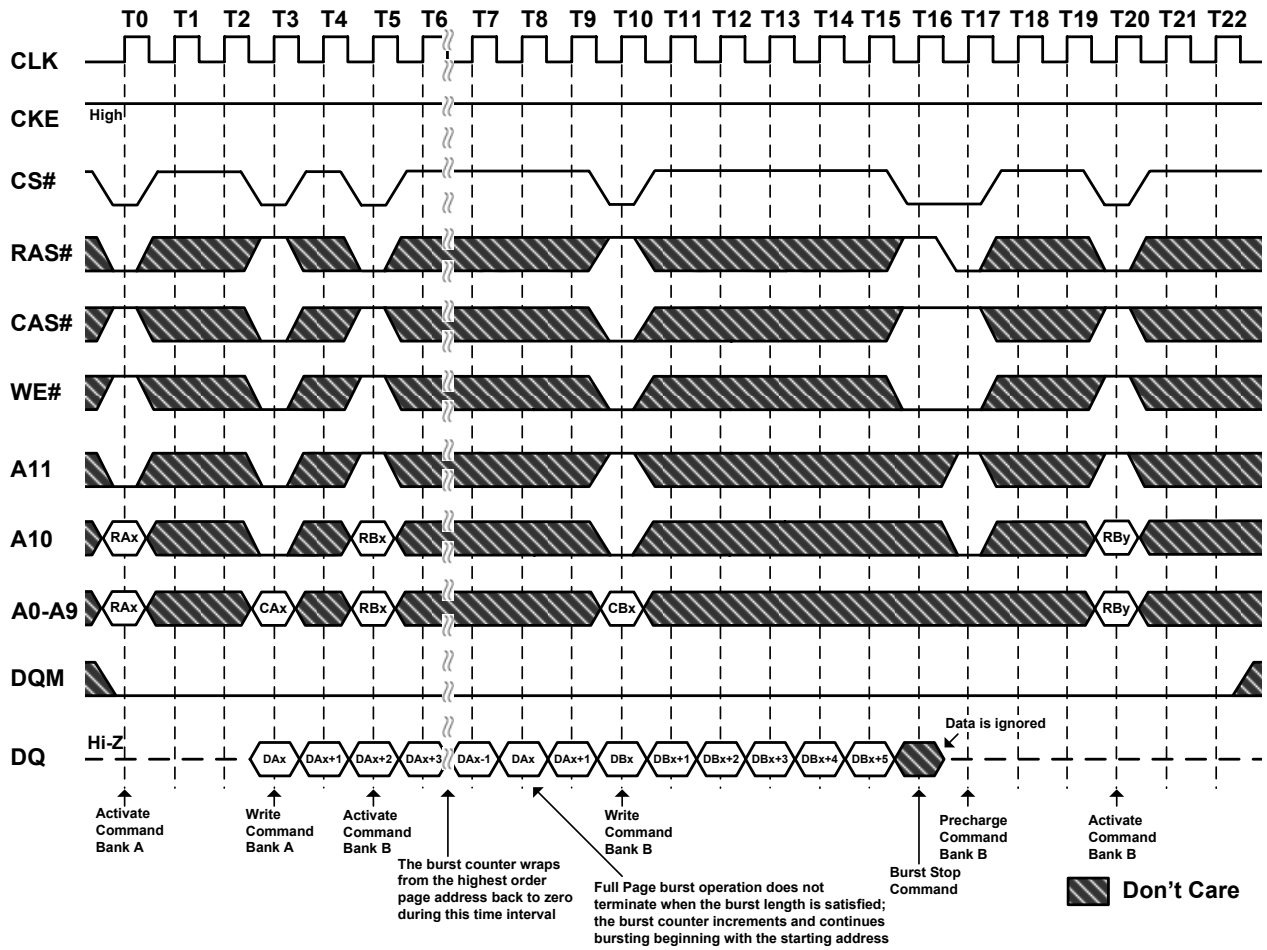 T0 T1 T2 T3 T4 T5 T6 T7 T8 T9 T10 T11 T12 T13 T14 T15 T16 T17 T18 T19 T20 T21 T22
CLK
CKE High
CS#
RAS#
CAS#
WE#
A11
A10 RAx RBx RBy
A0-A9 RAx CAx RBx CBx RBy
DQM
DQ Hi-Z DAx DAx+1 DAx+2 DAx+3 DAx-1 DAx DAx+1 DBx DBx+1 DBx+2 DBx+3 DBx+4 DBx+5
Data is ignored
Activate
Command
Bank A
Write
Command
Bank A
Activate
Command
Bank B
The burst counter wraps
from the highest order
page address back to zero
during this time interval
Write
Command
Bank B
Full Page burst operation does not
terminate when the burst length is satisfied;
the burst counter increments and continues
bursting beginning with the starting address
Burst Stop
Command
Precharge
Command
Bank B
Activate
Command
Bank B
Don't Care